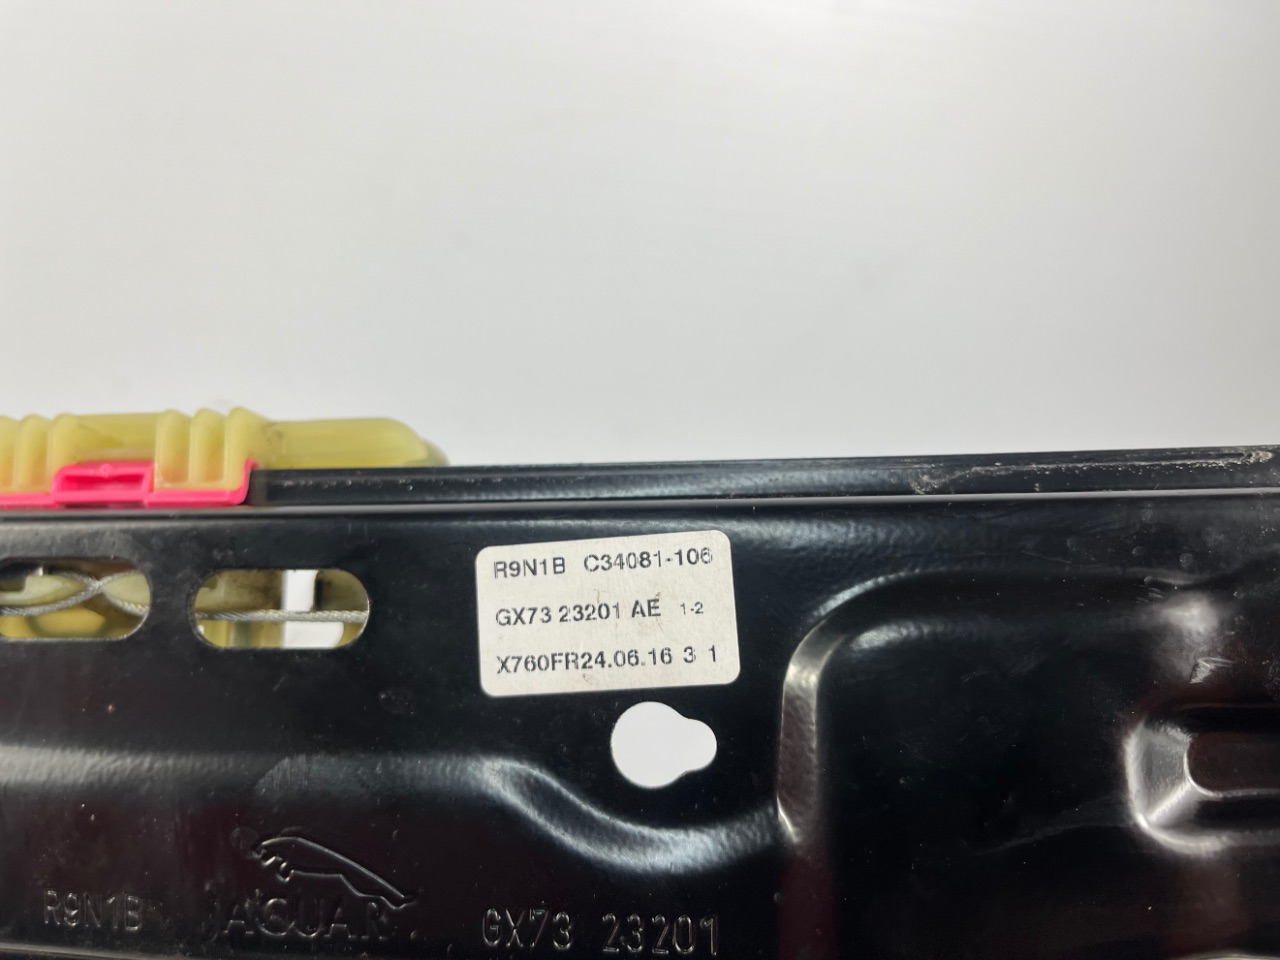 R9N1B C34081-106
GX73 23201 AE 1-2
X760FR24.06.16 3 1
R9N1B JAGUAR GX73 23201